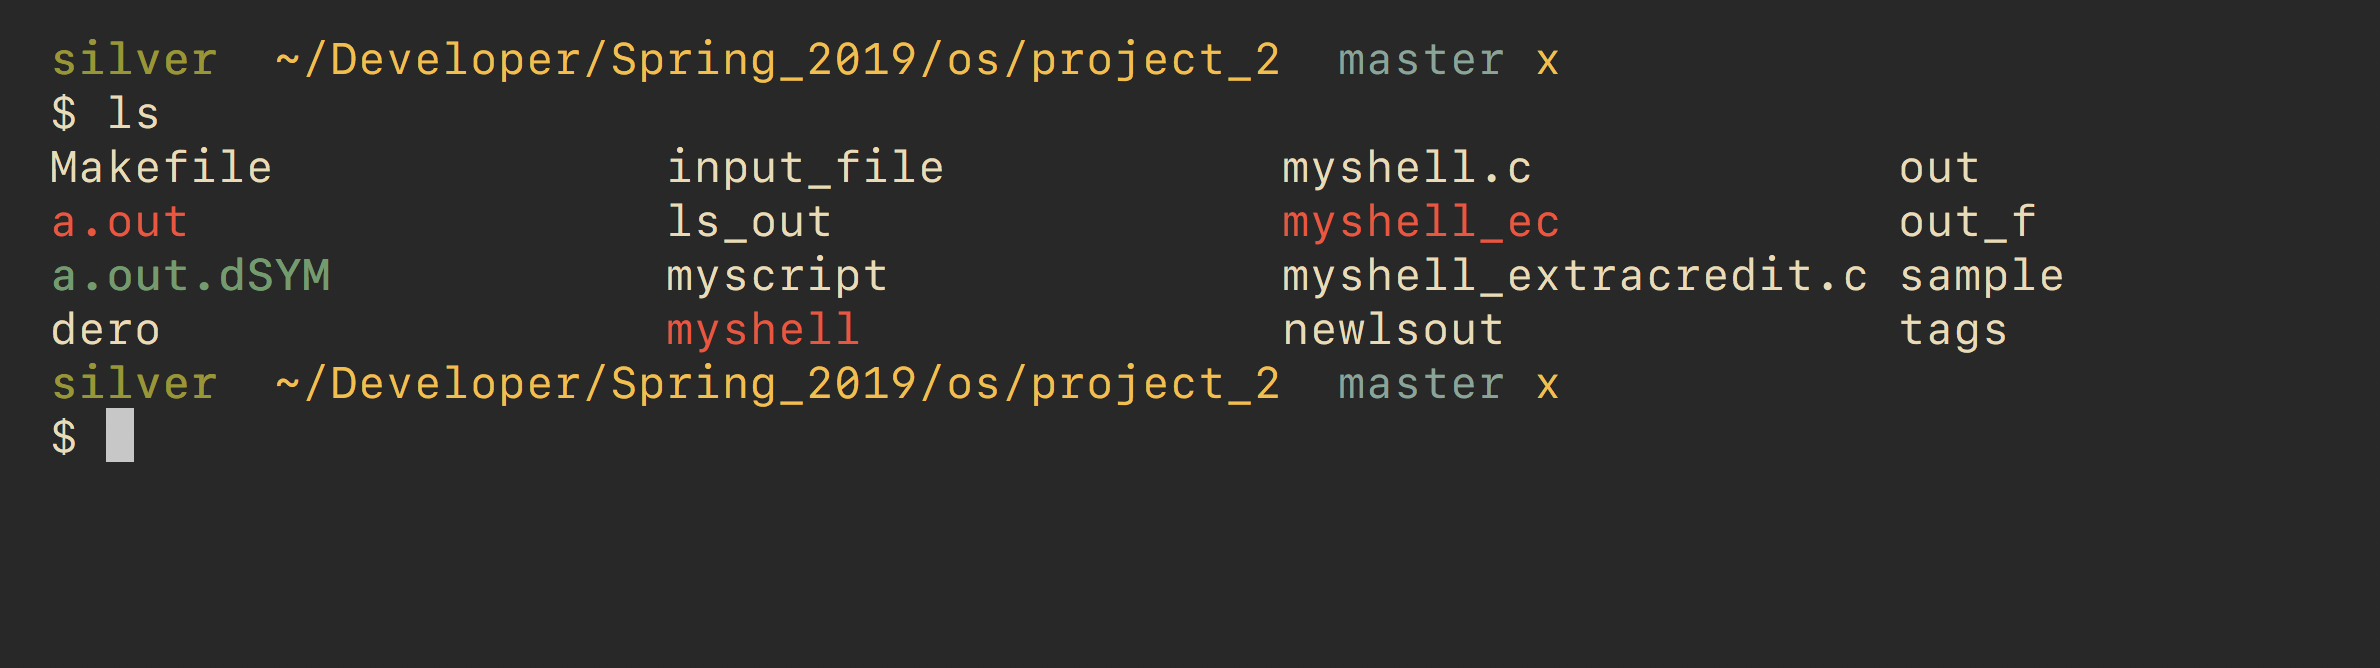 silver  ~/Developer/Spring_2019/os/project_2  master x
$ ls
Makefile              input_file            myshell.c             out
a.out                 ls_out                myshell_ec            out_f
a.out.dSYM            myscript              myshell_extracredit.c sample
dero                  myshell               newlsout              tags
silver  ~/Developer/Spring_2019/os/project_2  master x
$